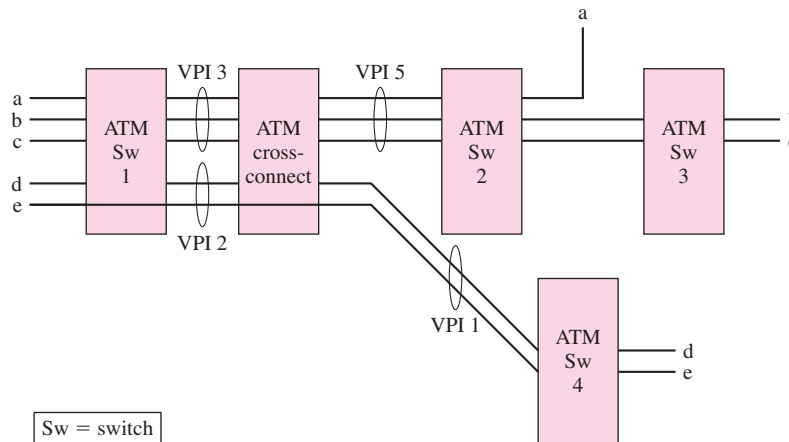 a
VPI 3
VPI 5
a
b
c
ATM
Sw
1
ATM
cross-
connect
ATM
Sw
2
ATM
Sw
3
d
e
VPI 2
VPI 1
ATM
Sw
4
d
e
Sw = switch